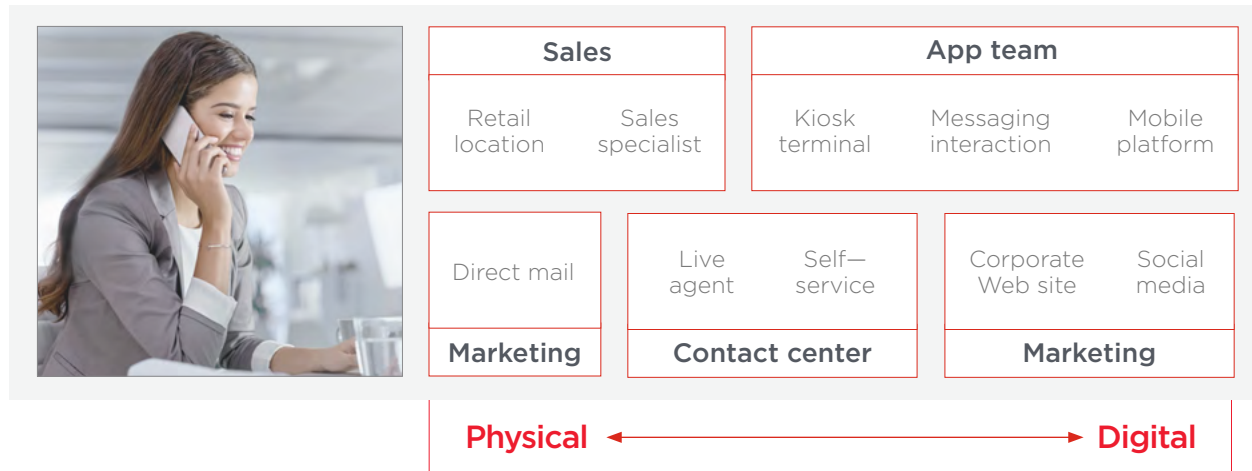 Sales
App team
Retail
location
Sales
specialist
Kiosk
terminal
Messaging
interaction
Mobile
platform
Direct mail
Live
agent
Self—
service
Corporate
Web site
Social
media
Marketing
Contact center
Marketing
Physical
Digital